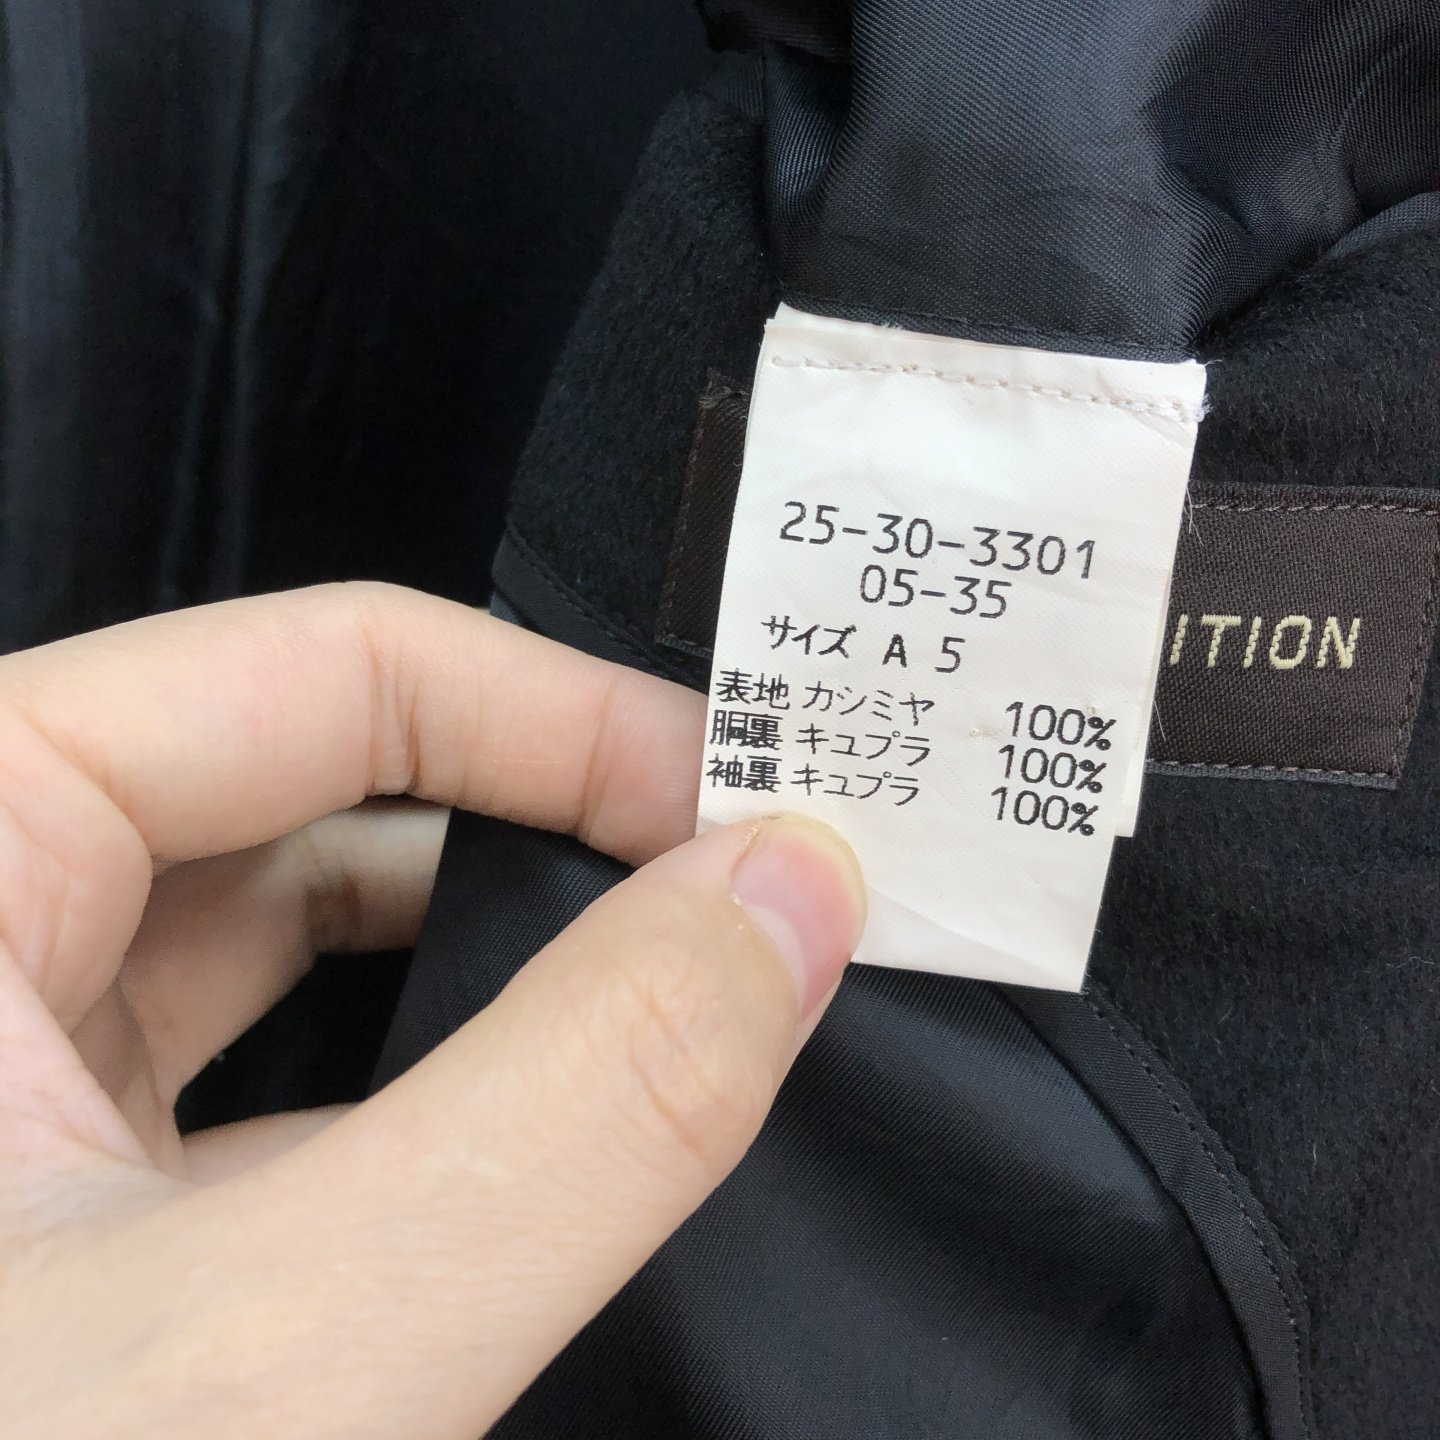 25-30-3301
05-35
サイズ A 5
表地 カシミヤ 100%
胴裏 キュプラ 100%
袖裏 キュプラ 100%
ITION